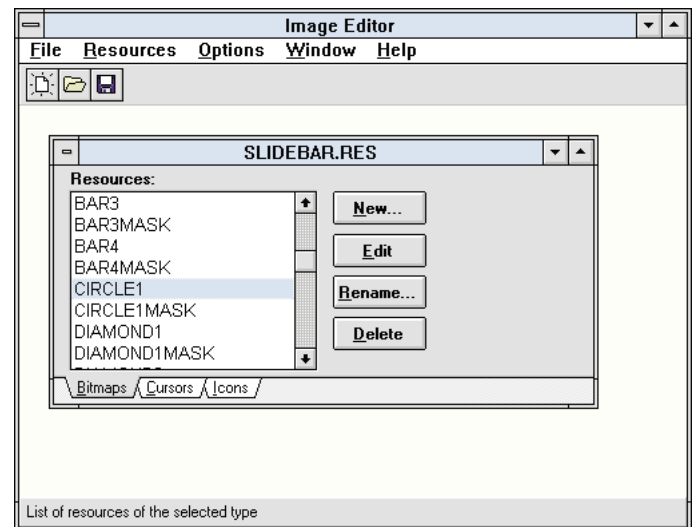 Image Editor
File Resources Options Window Help
SLIDEBAR.RES
Resources:
BAR3
BAR3MASK
BAR4
BAR4MASK
CIRCLE1
CIRCLE1MASK
DIAMOND1
DIAMOND1MASK
New...
Edit
Rename...
Delete
Bitmaps Cursors Icons
List of resources of the selected type